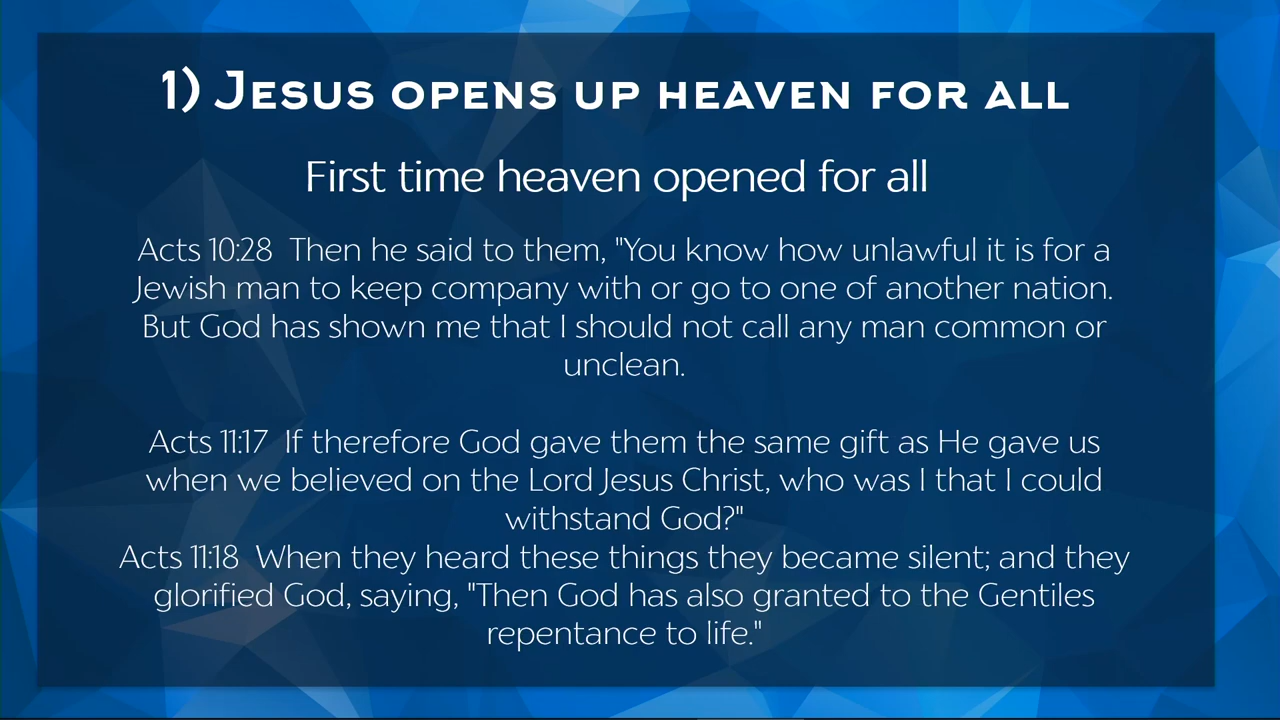 1) Jesus opens up heaven for all
First time heaven opened for all
Acts 10:28  Then he said to them, "You know how unlawful it is for a
Jewish man to keep company with or go to one of another nation.
But God has shown me that I should not call any man common or
unclean.
Acts 11:17  If therefore God gave them the same gift as He gave us
when we believed on the Lord Jesus Christ, who was I that I could
withstand God?"
Acts 11:18  When they heard these things they became silent; and they
glorified God, saying, "Then God has also granted to the Gentiles
repentance to life."